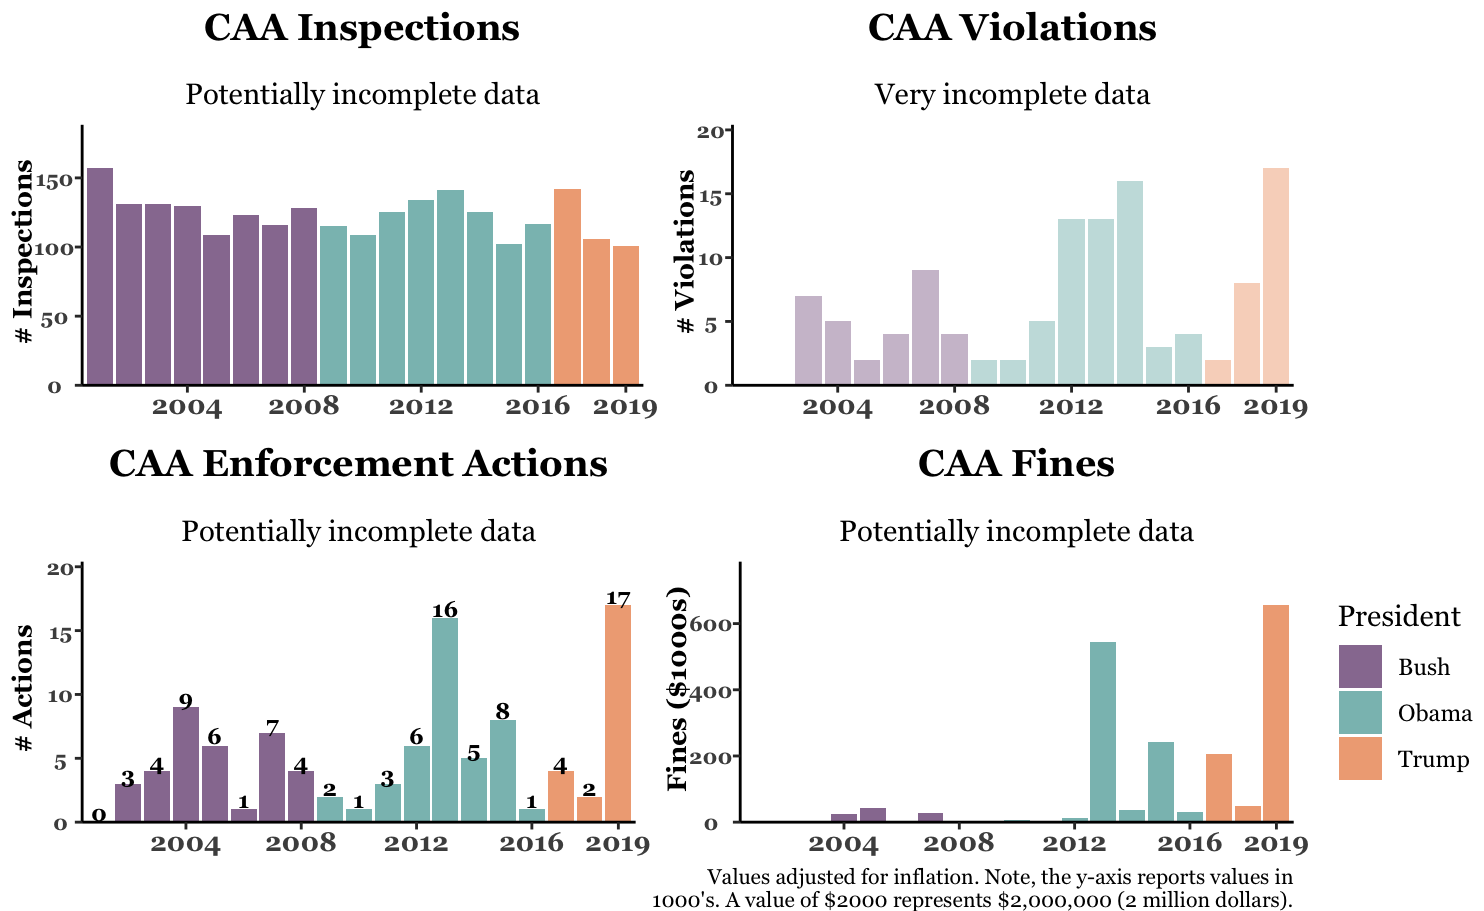 CAA Inspections
Potentially incomplete data
# Inspections
150
100
50
0
2004 2008 2012 2016 2019
CAA Violations
Very incomplete data
# Violations
20
15
10
5
0
2004 2008 2012 2016 2019
CAA Enforcement Actions
Potentially incomplete data
# Actions
20
15
10
5
0
0 3 4 9 6 1 7 4 2 1 3 6 16 5 8 1 4 2 17
2004 2008 2012 2016 2019
CAA Fines
Potentially incomplete data
Fines ($1000s)
600
400
200
0
2004 2008 2012 2016 2019
President
Bush
Obama
Trump
Values adjusted for inflation. Note, the y-axis reports values in
1000's. A value of $2000 represents $2,000,000 (2 million dollars).